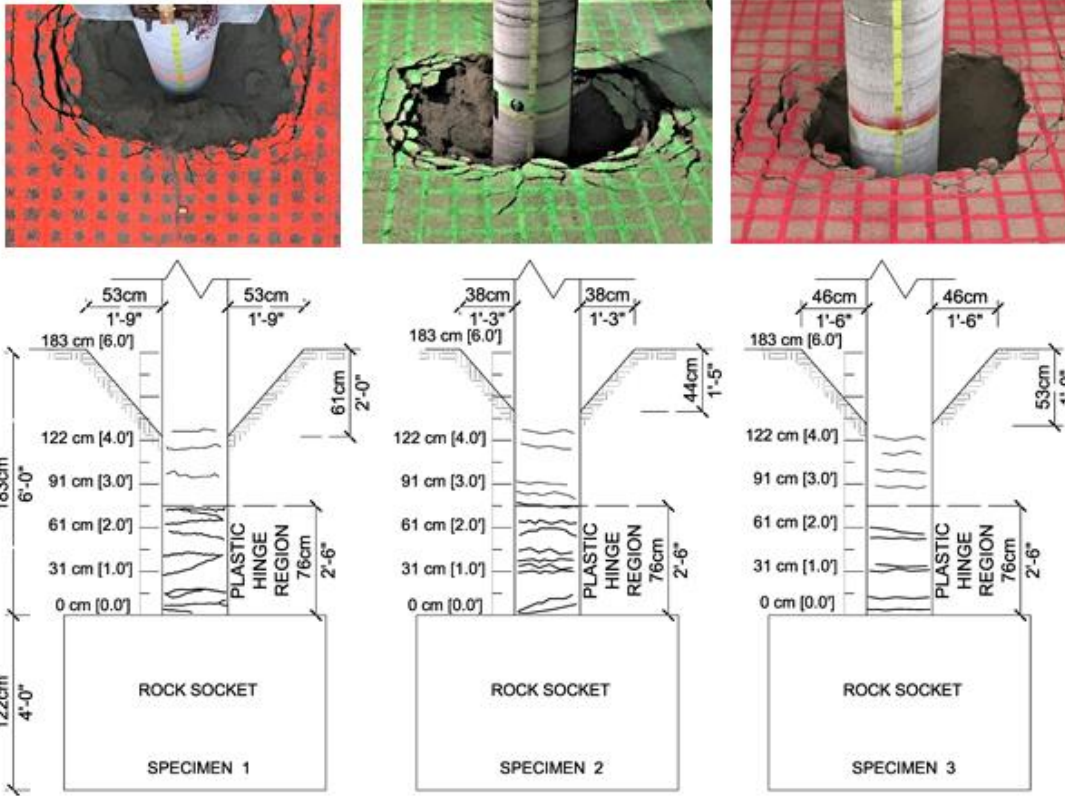 53cm
1'-9"
53cm
1'-9"
183 cm [6.0']
61cm
2'-0"
122 cm [4.0']
91 cm [3.0']
61 cm [2.0']
31 cm [1.0']
0 cm [0.0']
PLASTIC
HINGE
REGION
76cm
2'-6"
183cm
6'-0"
122cm
4'-0"
ROCK SOCKET
SPECIMEN 1
38cm
1'-3"
38cm
1'-3"
183 cm [6.0']
44cm
1'-5"
122 cm [4.0']
91 cm [3.0']
61 cm [2.0']
31 cm [1.0']
0 cm [0.0']
PLASTIC
HINGE
REGION
76cm
2'-6"
ROCK SOCKET
SPECIMEN 2
46cm
1'-6"
46cm
1'-6"
183 cm [6.0']
53cm
122 cm [4.0']
91 cm [3.0']
61 cm [2.0']
31 cm [1.0']
0 cm [0.0']
PLASTIC
HINGE
REGION
76cm
2'-6"
ROCK SOCKET
SPECIMEN 3